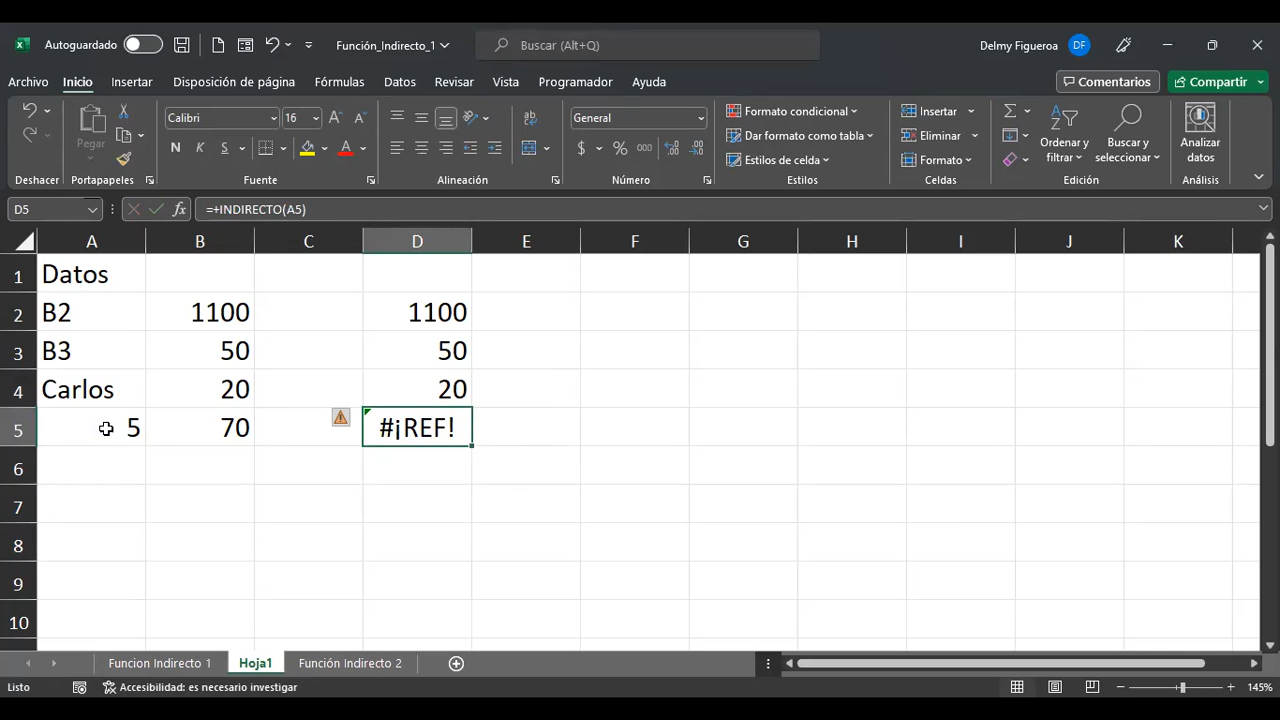 Autoguardado
Función_Indirecto_1
Buscar (Alt+Q)
Delmy Figueroa
DF
Archivo
Inicio
Insertar
Disposición de página
Fórmulas
Datos
Revisar
Vista
Programador
Ayuda
Comentarios
Compartir
Pegar
Calibri
16
N
K
S
General
$
%
000
Formato condicional
Dar formato como tabla
Estilos de celda
Insertar
Eliminar
Formato
Ordenar y
filtrar
Buscar y
seleccionar
Analizar
datos
Deshacer
Portapapeles
Fuente
Alineación
Número
Estilos
Celdas
Edición
Análisis
D5
fx
=+INDIRECTO(A5)
A B C D E F G H I J K
1 Datos
2 B2 1100 1100
3 B3 50 50
4 Carlos 20 20
5 5 70 #¡REF!
6
7
8
9
10
Funcion Indirecto 1
Hoja1
Función Indirecto 2
Listo
Accesibilidad: es necesario investigar
145%